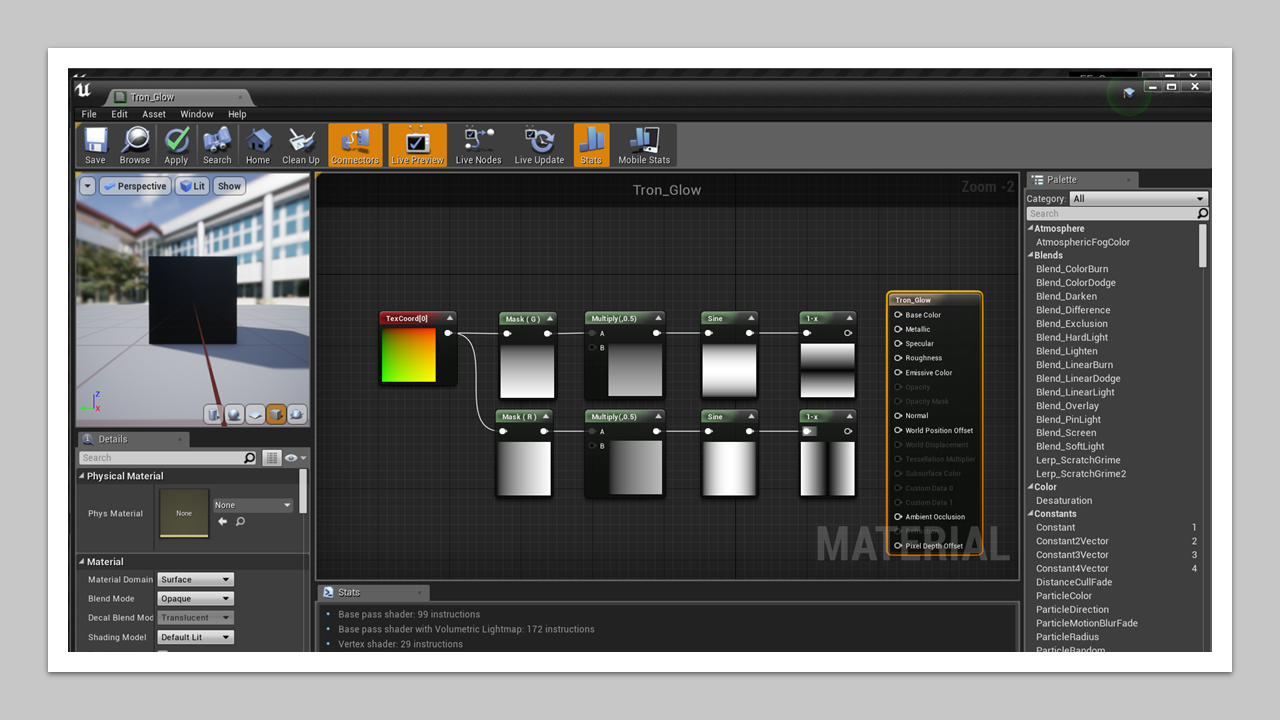 Tron_Glow
File Edit Asset Window Help
Save Browse Apply Search Home Clean Up Connectors Live Preview Live Nodes Live Update Stats Mobile Stats
Perspective Lit Show
Z
X
Details
Search
Physical Material
Phys Material
None
None
Material
Material Domain Surface
Blend Mode Opaque
Decal Blend Mod Translucent
Shading Model Default Lit
Tron_Glow
Zoom -2
TexCoord[0]
Mask ( G )
Multiply(,0.5)
A
B
Sine
1-x
Mask ( R )
Multiply(,0.5)
A
B
Sine
1-x
Tron_Glow
Base Color
Metallic
Specular
Roughness
Emissive Color
Opacity
Opacity Mask
Normal
World Position Offset
World Displacement
Tessellation Multiplier
Subsurface Color
Custom Data 0
Custom Data 1
Ambient Occlusion
Pixel Depth Offset
MATERIAL
Stats
Base pass shader: 99 instructions
Base pass shader with Volumetric Lightmap: 172 instructions
Vertex shader: 29 instructions
Palette
Category: All
Search
Atmosphere
AtmosphericFogColor
Blends
Blend_ColorBurn
Blend_ColorDodge
Blend_Darken
Blend_Difference
Blend_Exclusion
Blend_HardLight
Blend_Lighten
Blend_LinearBurn
Blend_LinearDodge
Blend_LinearLight
Blend_Overlay
Blend_PinLight
Blend_Screen
Blend_SoftLight
Lerp_ScratchGrime
Lerp_ScratchGrime2
Color
Desaturation
Constants
Constant 1
Constant2Vector 2
Constant3Vector 3
Constant4Vector 4
DistanceCullFade
ParticleColor
ParticleDirection
ParticleMotionBlurFade
ParticleRadius
ParticleRandom